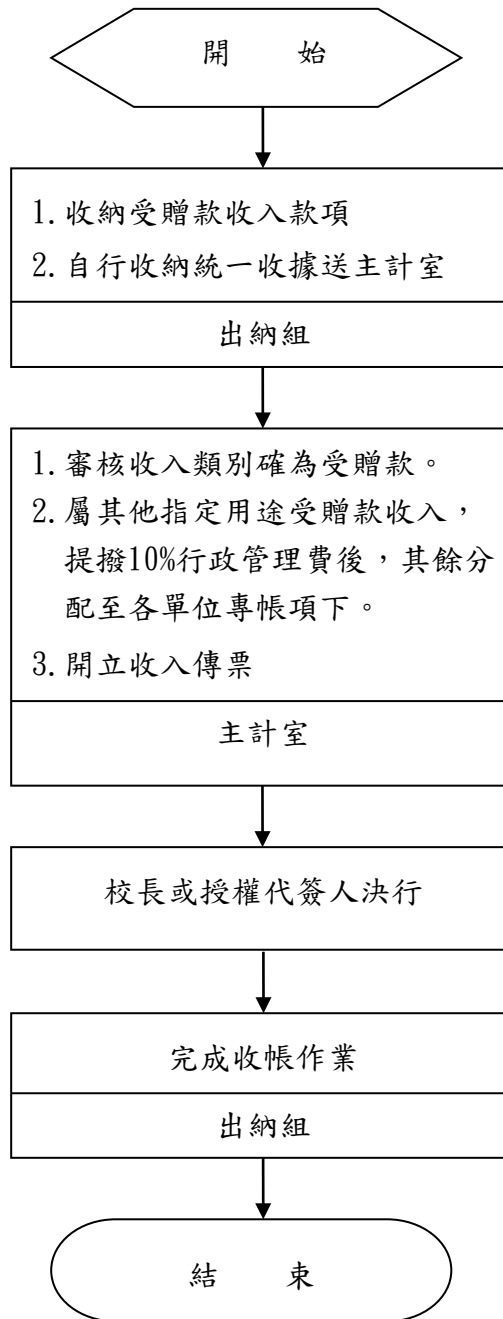 開 始
1. 收納受贈款收入款項
2. 自行收納統一收據送主計室
出納組
1. 審核收入類別確為受贈款。
2. 屬其他指定用途受贈款收入，
提撥10%行政管理費後，其餘分
配至各單位專帳項下。
3. 開立收入傳票
主計室
校長或授權代簽人決行
完成收帳作業
出納組
結 束